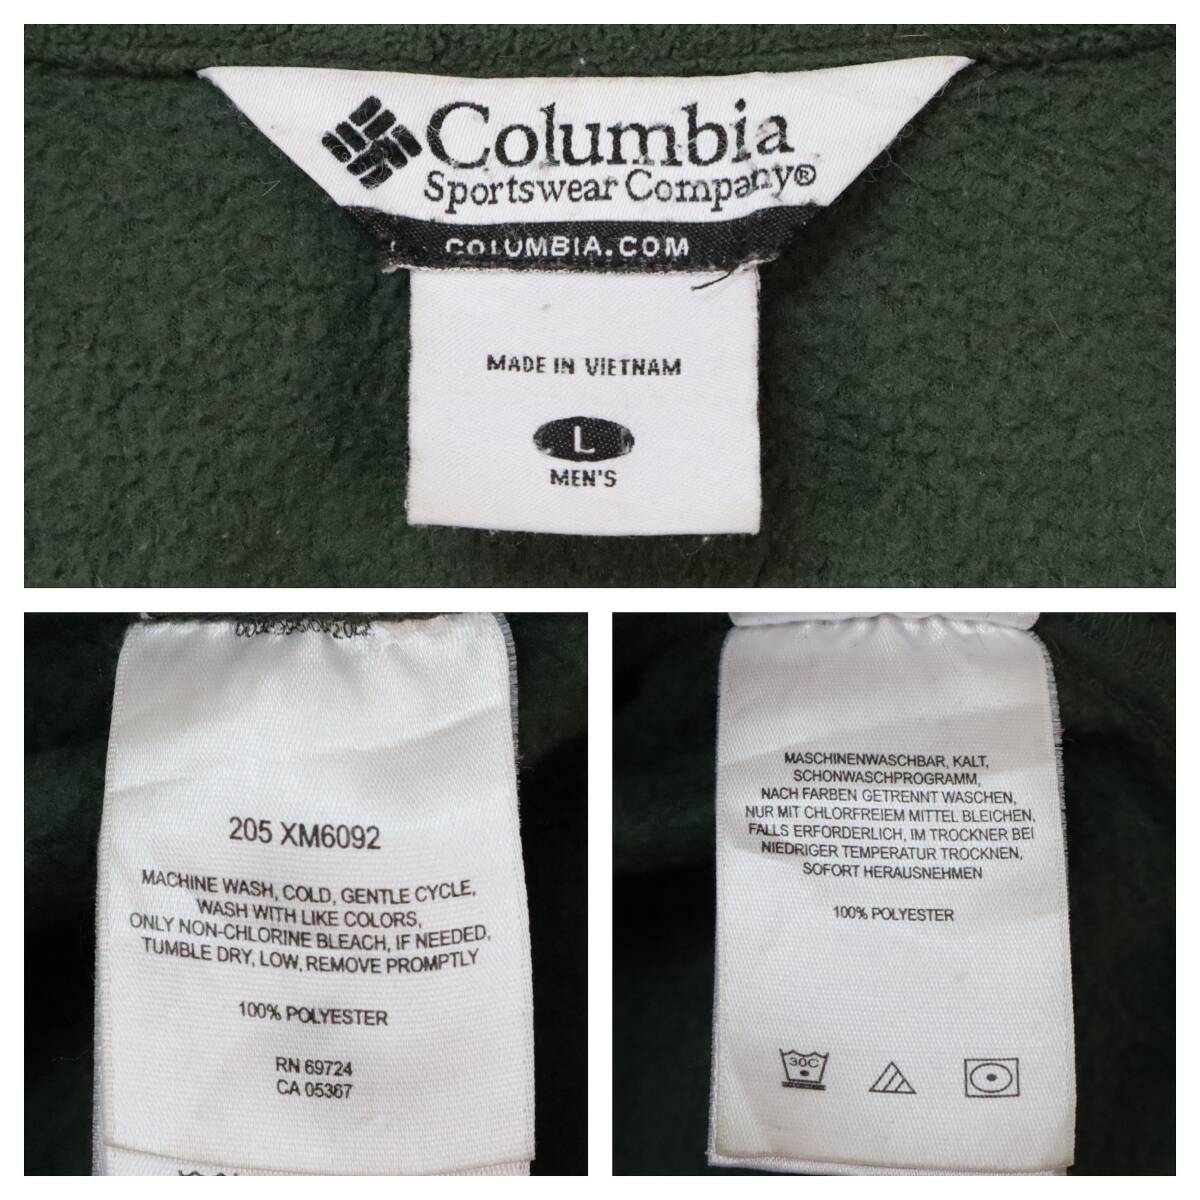 Columbia
Sportswear Company®
COLUMBIA.COM
MADE IN VIETNAM
L
MEN'S
205 XM6092
MACHINE WASH, COLD, GENTLE CYCLE,
WASH WITH LIKE COLORS,
ONLY NON-CHLORINE BLEACH, IF NEEDED,
TUMBLE DRY, LOW, REMOVE PROMPTLY
100% POLYESTER
RN 69724
CA 05367
MASCHINENWASCHBAR, KALT,
SCHONWASCHPROGRAMM,
NACH FARBEN GETRENNT WASCHEN,
NUR MIT CHLORFREIEM MITTEL BLEICHEN,
FALLS ERFORDERLICH, IM TROCKNER BEI
NIEDRIGER TEMPERATUR TROCKNEN,
SOFORT HERAUSNEHMEN
100% POLYESTER
30C